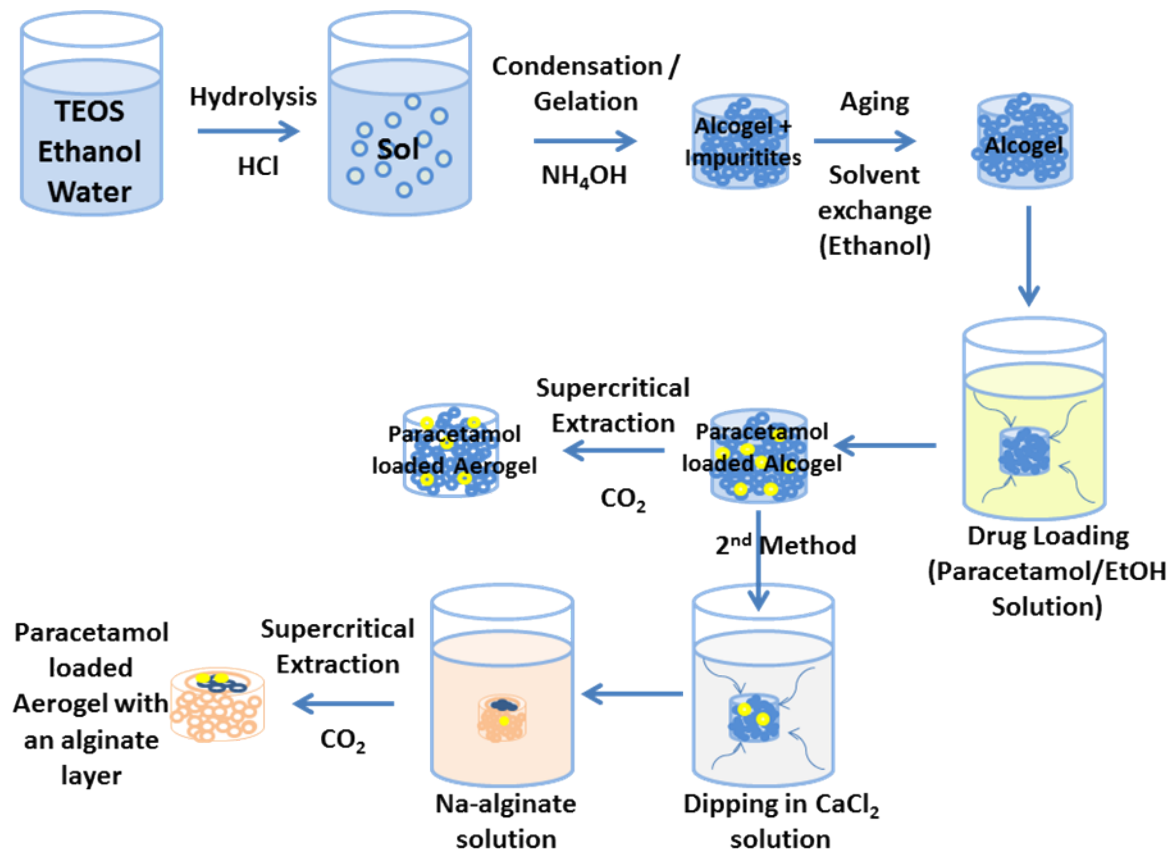 TEOS
Ethanol
Water
Hydrolysis
HCl
Sol
Condensation /
Gelation
NH₄OH
Alcogel +
Impuritites
Aging
Solvent
exchange
(Ethanol)
Alcogel
Drug Loading
(Paracetamol/EtOH
Solution)
Paracetamol
loaded Alcogel
Supercritical
Extraction
CO₂
Paracetamol
loaded Aerogel
2ⁿᵈ Method
Dipping in CaCl₂
solution
Na-alginate
solution
Supercritical
Extraction
CO₂
Paracetamol
loaded
Aerogel with
an alginate
layer